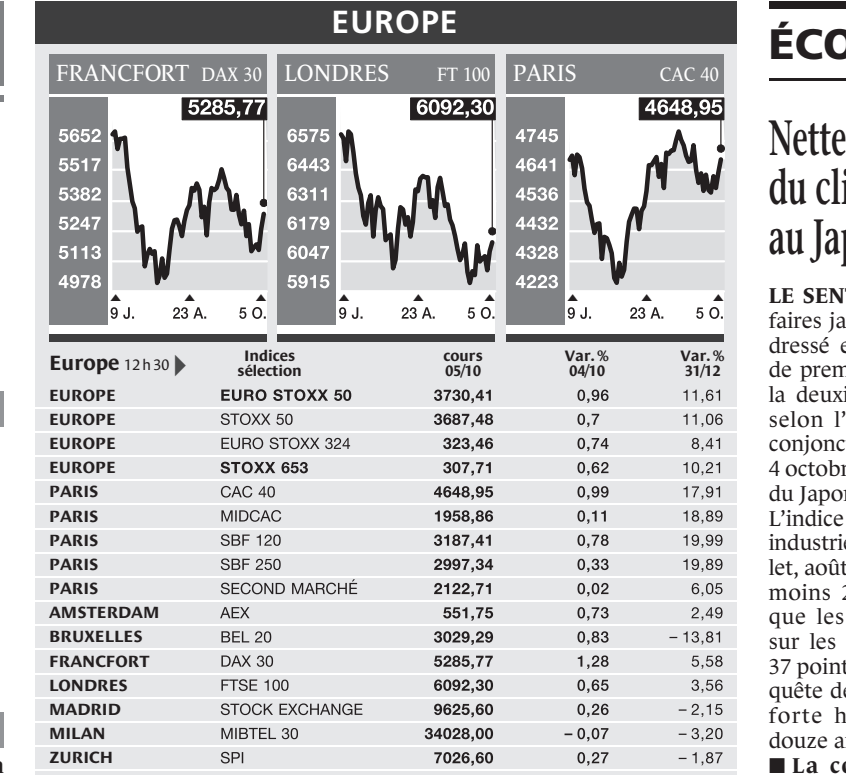 EUROPE
FRANCFORT DAX 30
5285,77
5652
5517
5382
5247
5113
4978
9 J. 23 A. 5 O.
LONDRES FT 100
6092,30
6575
6443
6311
6179
6047
5915
9 J. 23 A. 5 O.
PARIS CAC 40
4648,95
4745
4641
4536
4432
4328
4223
9 J. 23 A. 5 O.
Europe 12 h 30 Indices sélection cours 05/10 Var. % 04/10 Var. % 31/12
EUROPE EURO STOXX 50 3730,41 0,96 11,61
EUROPE STOXX 50 3687,48 0,7 11,06
EUROPE EURO STOXX 324 323,46 0,74 8,41
EUROPE STOXX 653 307,71 0,62 10,21
PARIS CAC 40 4648,95 0,99 17,91
PARIS MIDCAC 1958,86 0,11 18,89
PARIS SBF 120 3187,41 0,78 19,99
PARIS SBF 250 2997,34 0,33 19,89
PARIS SECOND MARCHÉ 2122,71 0,02 6,05
AMSTERDAM AEX 551,75 0,73 2,49
BRUXELLES BEL 20 3029,29 0,83 – 13,81
FRANCFORT DAX 30 5285,77 1,28 5,58
LONDRES FTSE 100 6092,30 0,65 3,56
MADRID STOCK EXCHANGE 9625,60 0,26 – 2,15
MILAN MIBTEL 30 34028,00 – 0,07 – 3,20
ZURICH SPI 7026,60 0,27 – 1,87
ÉCO
Nette
du cli
au Jap
LE SENT
faires ja
dressé e
de prem
la deuxi
selon l'
conjonc
4 octobr
du Japon
L'indice
industrie
let, août
moins 2
que les
sur les
37 point
quête de
forte h
douze a
■ La co